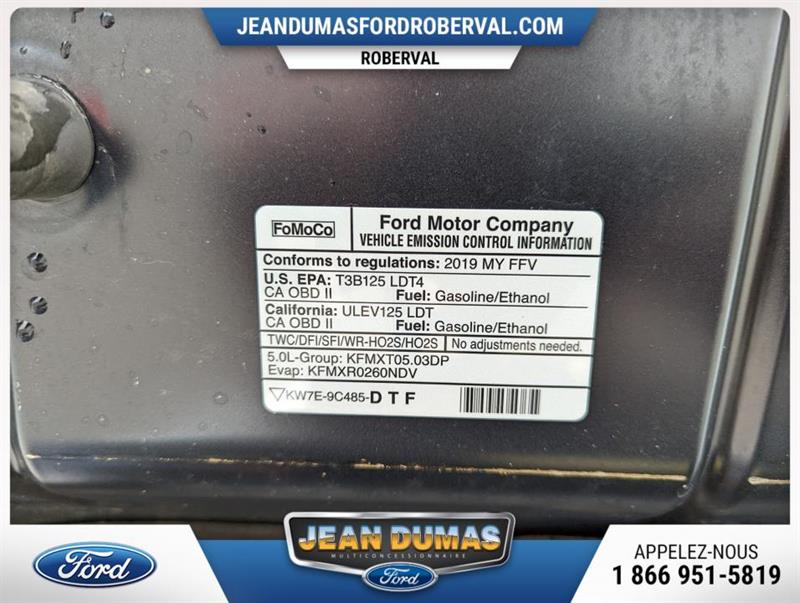 JEANDUMASFORDROBERVAL.COM
ROBERVAL
FoMoCo
Ford Motor Company
VEHICLE EMISSION CONTROL INFORMATION
Conforms to regulations: 2019 MY FFV
U.S. EPA: T3B125 LDT4
CA OBD II Fuel: Gasoline/Ethanol
California: ULEV125 LDT
CA OBD II Fuel: Gasoline/Ethanol
TWC/DFI/SFI/WR-HO2S/HO2S No adjustments needed.
5.0L-Group: KFMXT05.03DP
Evap: KFMXR0260NDV
KW7E-9C485-DTF
Ford
JEAN DUMAS
MULTICONCESSIONNAIRE
Ford
APPELEZ-NOUS
1 866 951-5819